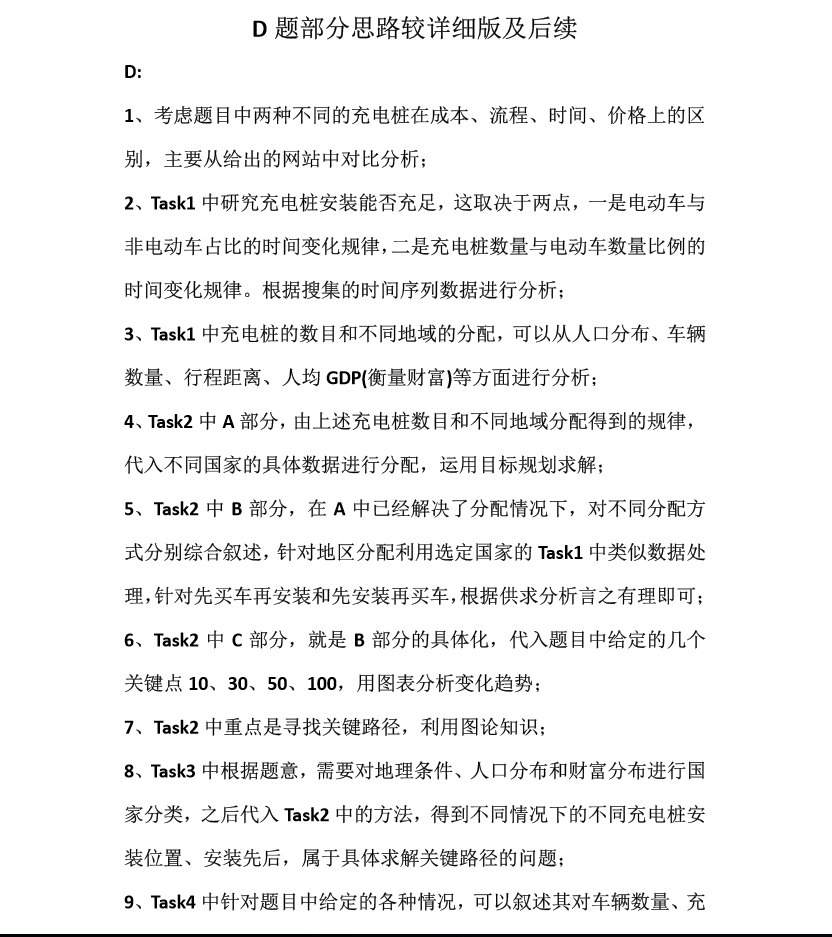 D 题部分思路较详细版及后续
D:
1、考虑题目中两种不同的充电桩在成本、流程、时间、价格上的区
别，主要从给出的网站中对比分析；
2、Task1 中研究充电桩安装能否充足，这取决于两点，一是电动车与
非电动车占比的时间变化规律，二是充电桩数量与电动车数量比例的
时间变化规律。根据搜集的时间序列数据进行分析；
3、Task1 中充电桩的数目和不同地域的分配，可以从人口分布、车辆
数量、行程距离、人均 GDP(衡量财富)等方面进行分析；
4、Task2 中 A 部分，由上述充电桩数目和不同地域分配得到的规律，
代入不同国家的具体数据进行分配，运用目标规划求解；
5、Task2 中 B 部分，在 A 中已经解决了分配情况下，对不同分配方
式分别综合叙述，针对地区分配利用选定国家的 Task1 中类似数据处
理，针对先买车再安装和先安装再买车，根据供求分析言之有理即可；
6、Task2 中 C 部分，就是 B 部分的具体化，代入题目中给定的几个
关键点 10、30、50、100，用图表分析变化趋势；
7、Task2 中重点是寻找关键路径，利用图论知识；
8、Task3 中根据题意，需要对地理条件、人口分布和财富分布进行国
家分类，之后代入 Task2 中的方法，得到不同情况下的不同充电桩安
装位置、安装先后，属于具体求解关键路径的问题；
9、Task4 中针对题目中给定的各种情况，可以叙述其对车辆数量、充